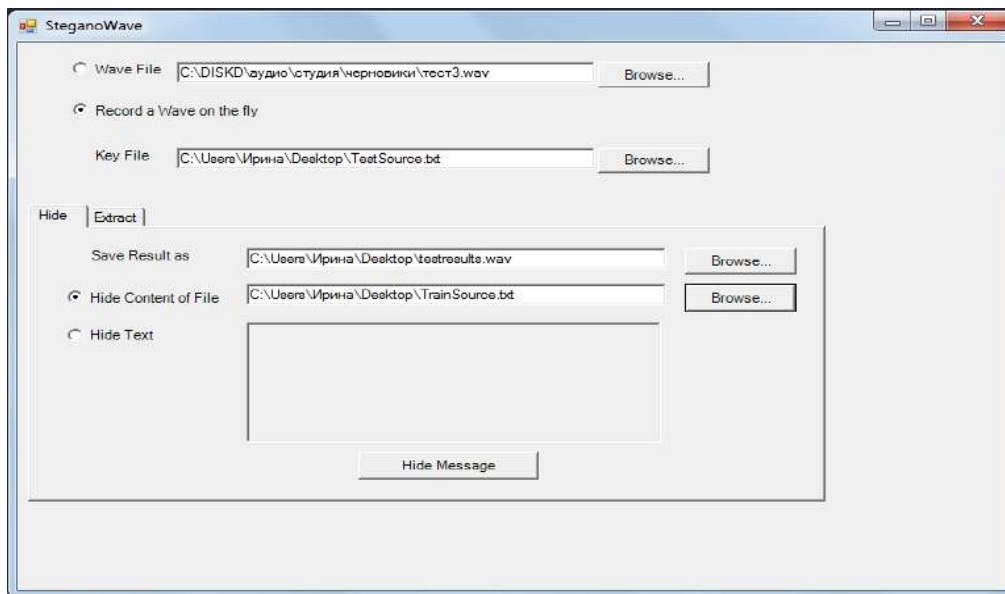 SteganoWave
Wave File C:\DISKD\аудио\студия\черновики\тест3.wav Browse...
Record a Wave on the fly
Key File C:\Users\Ирина\Desktop\TestSource.txt Browse...
Hide Extract
Save Result as C:\Users\Ирина\Desktop\testresults.wav Browse...
Hide Content of File C:\Users\Ирина\Desktop\TrainSource.txt Browse...
Hide Text
Hide Message